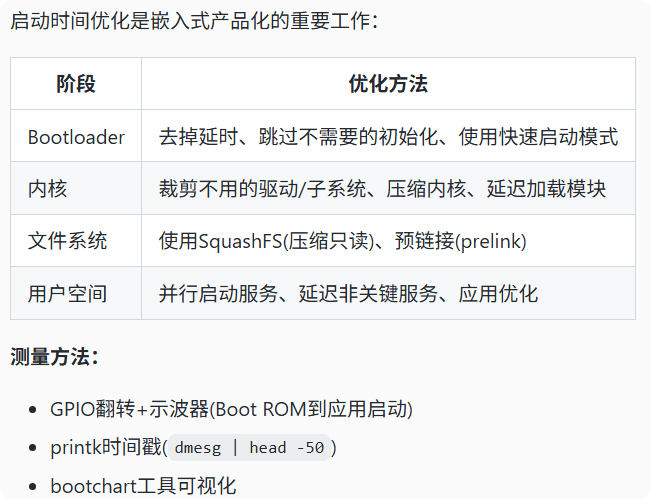 启动时间优化是嵌入式产品化的重要工作：
阶段 优化方法
Bootloader 去掉延时、跳过不需要的初始化、使用快速启动模式
内核 裁剪不用的驱动/子系统、压缩内核、延迟加载模块
文件系统 使用SquashFS(压缩只读)、预链接(prelink)
用户空间 并行启动服务、延迟非关键服务、应用优化
测量方法：
• GPIO翻转+示波器(Boot ROM到应用启动)
• printk时间戳(dmesg | head -50)
• bootchart工具可视化